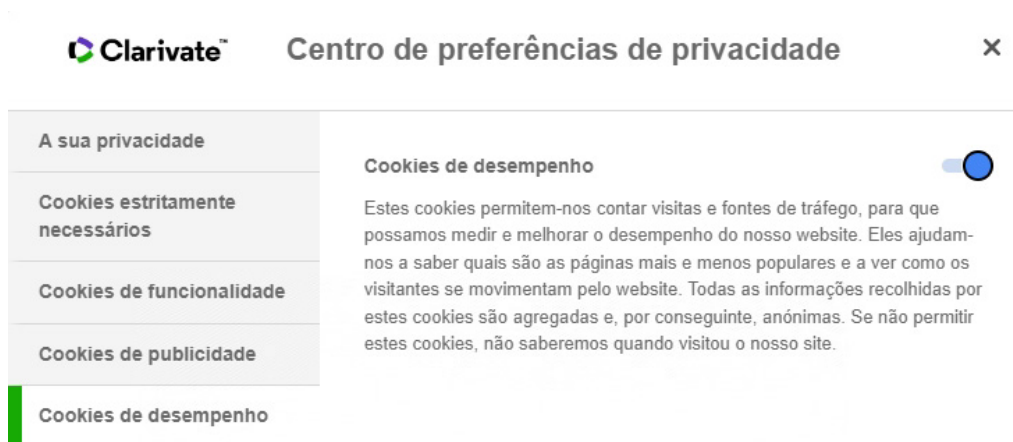 Clarivate™ Centro de preferências de privacidade ×
A sua privacidade
Cookies estritamente
necessários
Cookies de funcionalidade
Cookies de publicidade
Cookies de desempenho
Cookies de desempenho
Estes cookies permitem-nos contar visitas e fontes de tráfego, para que
possamos medir e melhorar o desempenho do nosso website. Eles ajudam-
nos a saber quais são as páginas mais e menos populares e a ver como os
visitantes se movimentam pelo website. Todas as informações recolhidas por
estes cookies são agregadas e, por conseguinte, anónimas. Se não permitir
estes cookies, não saberemos quando visitou o nosso site.